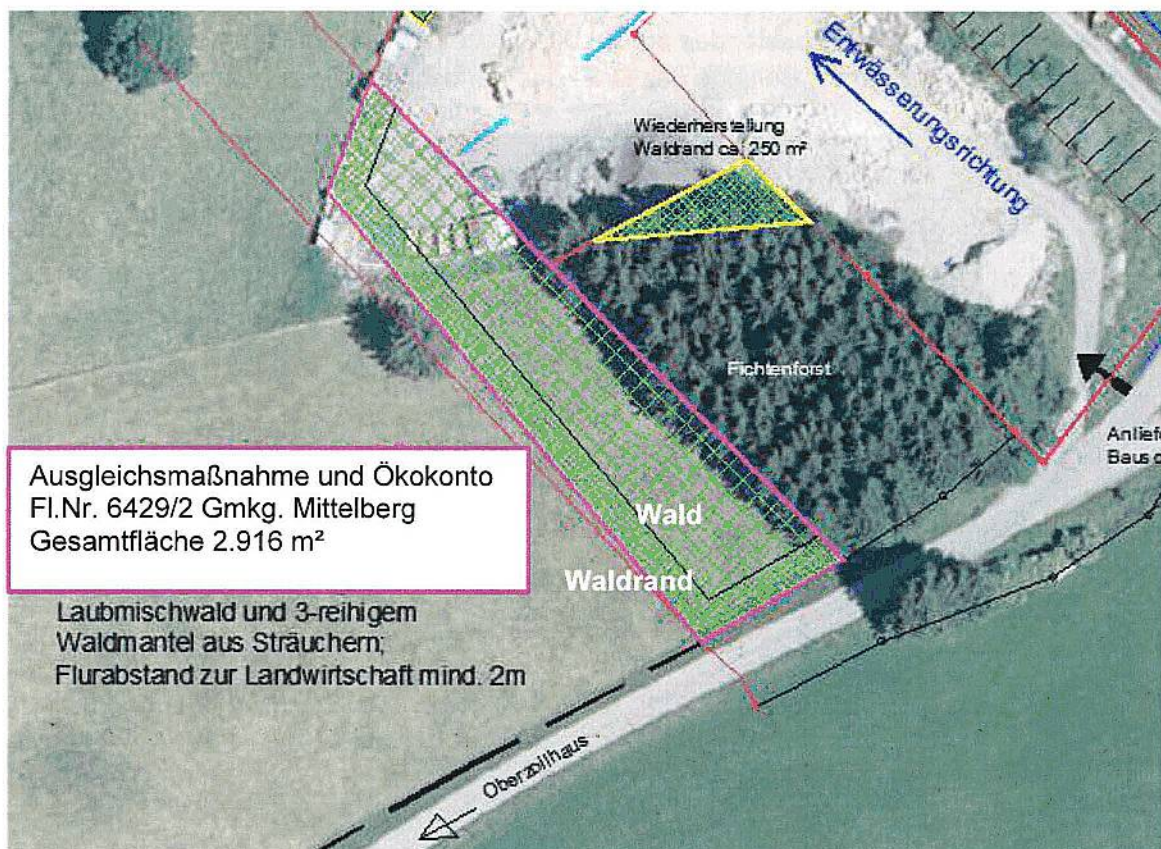 Entwässerungsrichtung
Wiederherstellung
Waldrand ca. 250 m²
Fichtenforst
Ausgleichsmaßnahme und Ökokonto
Fl.Nr. 6429/2 Gmkg. Mittelberg
Gesamtfläche 2.916 m²
Wald
Waldrand
Laubmischwald und 3-reihigem
Waldmantel aus Sträuchern;
Flurabstand zur Landwirtschaft mind. 2m
Oberzollhaus